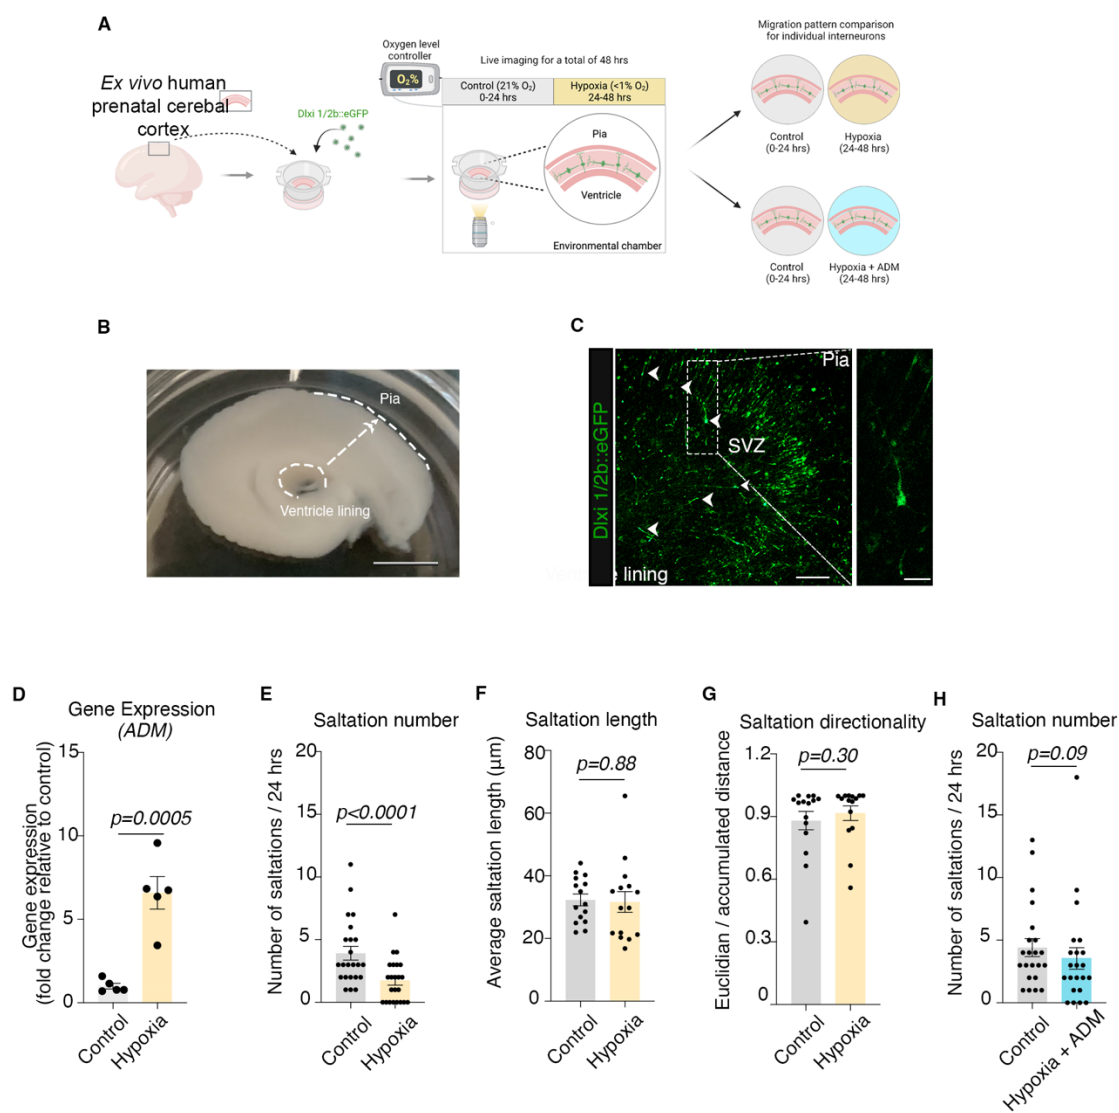 A
Ex vivo human
prenatal cerebral
cortex
Dlxi 1/2b::eGFP
Oxygen level
controller
O₂%
Live imaging for a total of 48 hrs
Control (21% O₂)
0-24 hrs
Hypoxia (<1% O₂)
24-48 hrs
Pia
Ventricle
Environmental chamber
Migration pattern comparison
for individual interneurons
Control
(0-24 hrs)
Hypoxia
(24-48 hrs)
Control
(0-24 hrs)
Hypoxia + ADM
(24-48 hrs)
B
Pia
Ventricle lining
C
Dlxi 1/2b::eGFP
Pia
SVZ
lining
D
Gene Expression
(ADM)
Gene expression
(fold change relative to control)
15
10
5
0
p=0.0005
Control
Hypoxia
E
Saltation number
Number of saltations / 24 hrs
20
15
10
5
0
p<0.0001
Control
Hypoxia
F
Saltation length
Average saltation length (µm)
80
60
40
20
0
p=0.88
Control
Hypoxia
G
Saltation directionality
Euclidian / accumulated distance
1.2
0.9
0.6
0.3
0
p=0.30
Control
Hypoxia
H
Saltation number
Number of saltations / 24 hrs
20
15
10
5
0
p=0.09
Control
Hypoxia + ADM